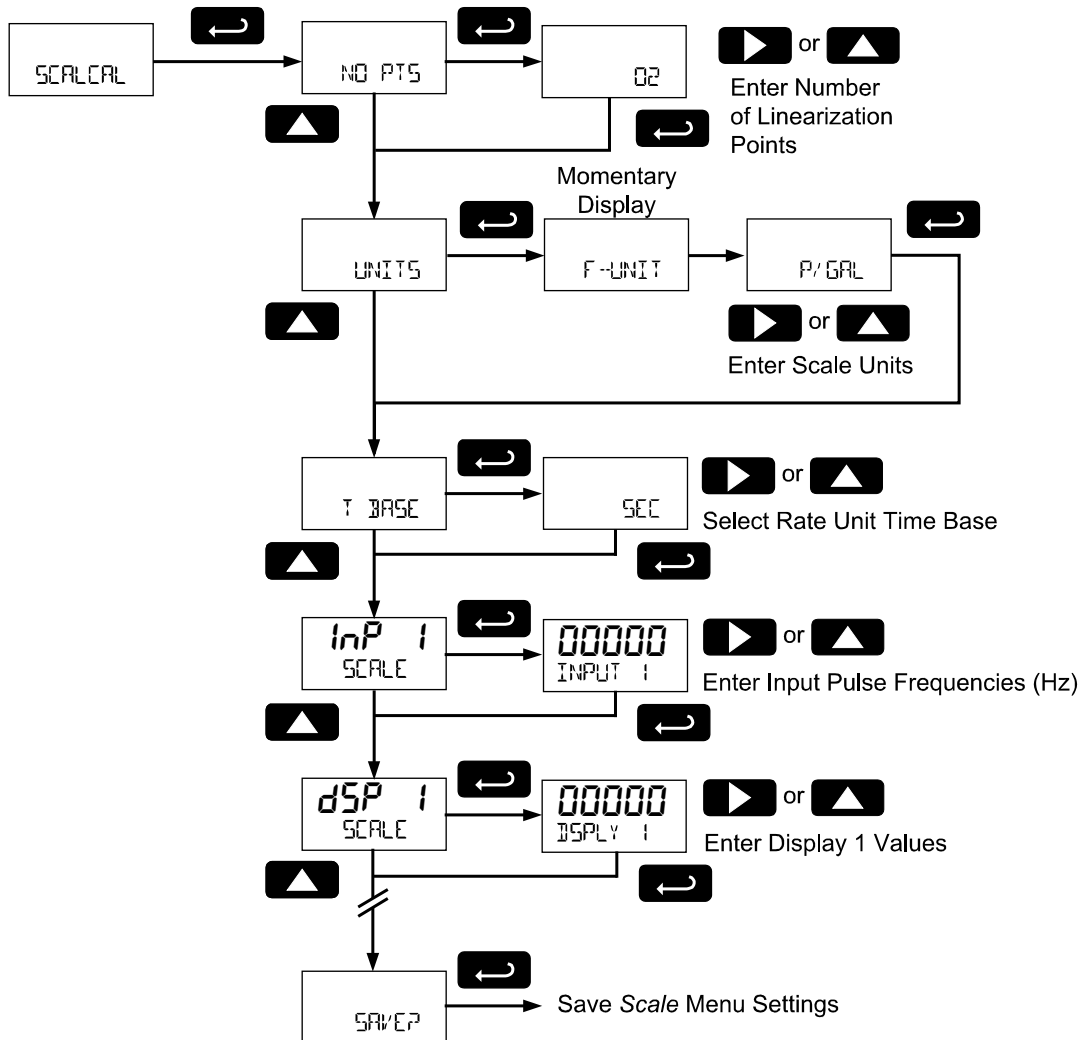 SCALCAL
NO PTS
02
or
Enter Number
of Linearization
Points
Momentary
Display
UNITS
F-UNIT
P/GAL
or
Enter Scale Units
T BASE
SEC
or
Select Rate Unit Time Base
InP 1
SCALE
00000
INPUT 1
or
Enter Input Pulse Frequencies (Hz)
dSP 1
SCALE
00000
DSPLY 1
or
Enter Display 1 Values
SAVE?
Save Scale Menu Settings